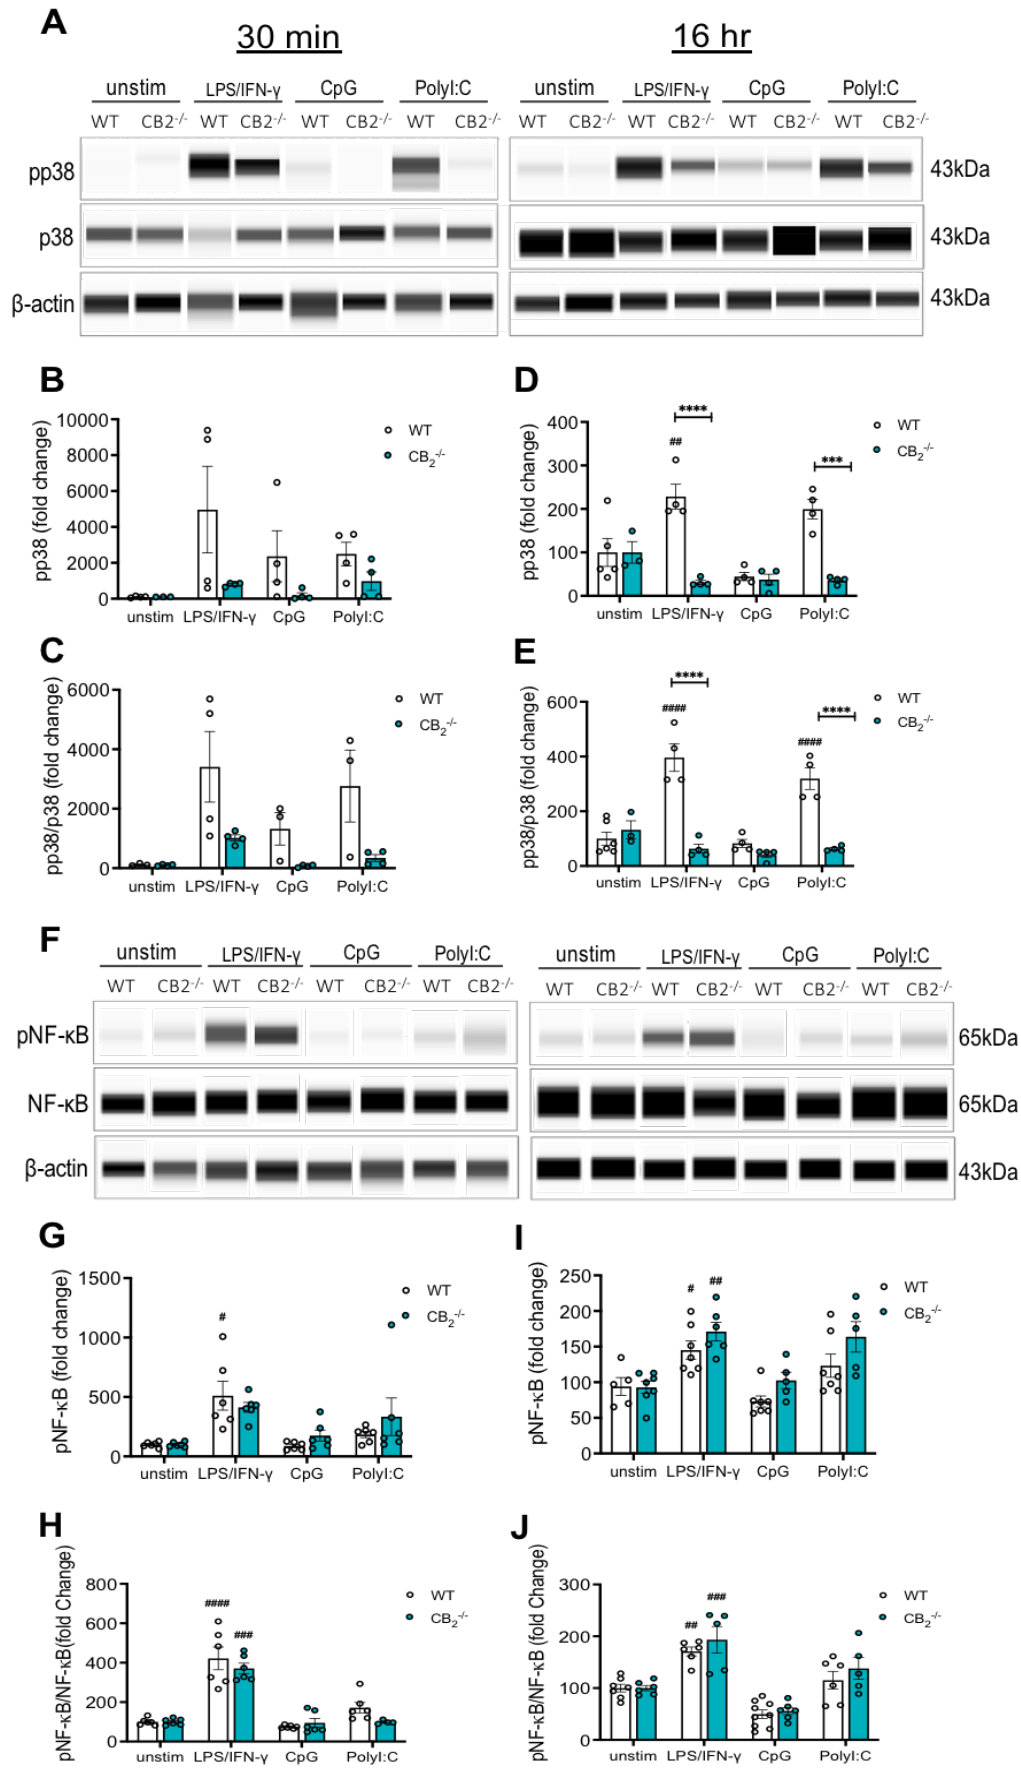 A
30 min
16 hr
unstim LPS/IFN-γ CpG PolyI:C unstim LPS/IFN-γ CpG PolyI:C
WT CB2-/- WT CB2-/- WT CB2-/- WT CB2-/- WT CB2-/- WT CB2-/- WT CB2-/- WT CB2-/-
pp38 43kDa
p38 43kDa
β-actin 43kDa
B
pp38 (fold change)
10000
8000
6000
4000
2000
0
unstim LPS/IFN-γ CpG PolyI:C
WT
CB2-/-
D
pp38 (fold change)
400
300
200
100
0
##
****
***
unstim LPS/IFN-γ CpG PolyI:C
WT
CB2-/-
C
pp38/p38 (fold change)
6000
4000
2000
0
unstim LPS/IFN-γ CpG PolyI:C
WT
CB2-/-
E
pp38/p38 (fold change)
600
400
200
0
****
####
****
####
unstim LPS/IFN-γ CpG PolyI:C
WT
CB2-/-
F
unstim LPS/IFN-γ CpG PolyI:C unstim LPS/IFN-γ CpG PolyI:C
WT CB2-/- WT CB2-/- WT CB2-/- WT CB2-/- WT CB2-/- WT CB2-/- WT CB2-/- WT CB2-/-
pNF-κB 65kDa
NF-κB 65kDa
β-actin 43kDa
G
pNF-κB (fold change)
1500
1000
500
0
#
unstim LPS/IFN-γ CpG PolyI:C
WT
CB2-/-
I
pNF-κB (fold change)
250
200
150
100
50
0
#
##
unstim LPS/IFN-γ CpG PolyI:C
WT
CB2-/-
H
pNF-κB/NF-κB(fold Change)
800
600
400
200
0
####
###
unstim LPS/IFN-γ CpG PolyI:C
WT
CB2-/-
J
pNF-κB/NF-κB (fold Change)
300
200
100
0
##
###
unstim LPS/IFN-γ CpG PolyI:C
WT
CB2-/-